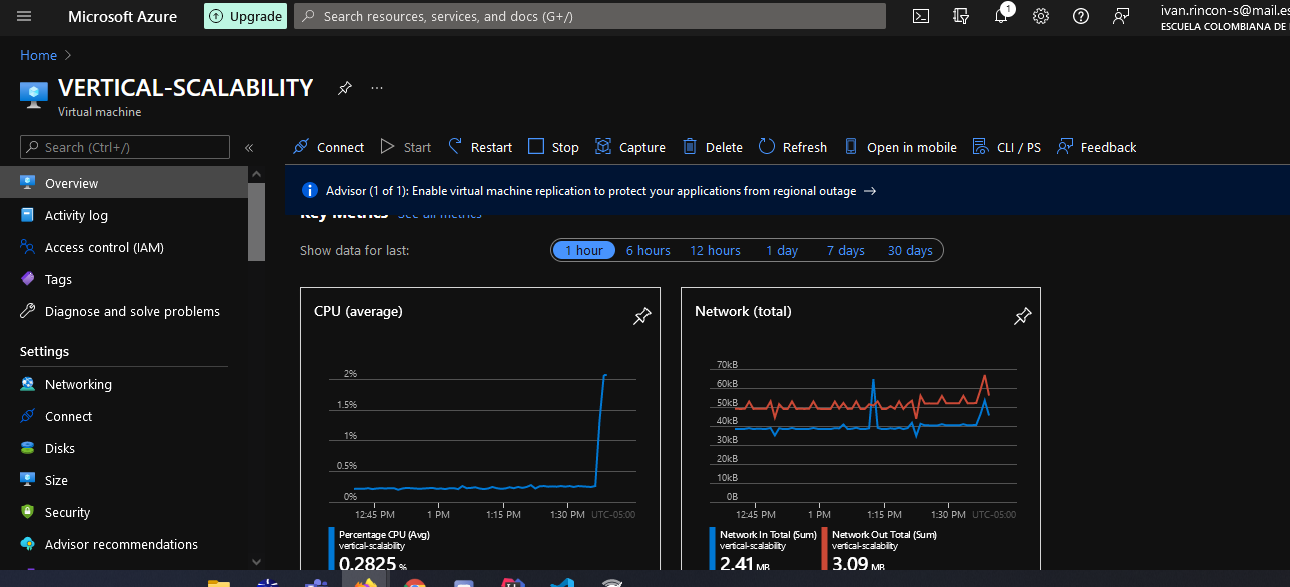 Microsoft Azure
Upgrade
Search resources, services, and docs (G+/)
1
ivan.rincon-s@mail.es
ESCUELA COLOMBIANA DE
Home
VERTICAL-SCALABILITY
Virtual machine
Search (Ctrl+/)
Connect
Start
Restart
Stop
Capture
Delete
Refresh
Open in mobile
CLI / PS
Feedback
Advisor (1 of 1): Enable virtual machine replication to protect your applications from regional outage →
Overview
Activity log
Access control (IAM)
Tags
Diagnose and solve problems
Settings
Networking
Connect
Disks
Size
Security
Advisor recommendations
Key Metrics See all metrics
Show data for last:
1 hour
6 hours
12 hours
1 day
7 days
30 days
CPU (average)
2%
1.5%
1%
0.5%
0%
12:45 PM
1 PM
1:15 PM
1:30 PM
UTC-05:00
Percentage CPU (Avg)
vertical-scalability
0.2825 %
Network (total)
70kB
60kB
50kB
40kB
30kB
20kB
10kB
0B
12:45 PM
1 PM
1:15 PM
1:30 PM
UTC-05:00
Network In Total (Sum)
vertical-scalability
2.41 MB
Network Out Total (Sum)
vertical-scalability
3.09 MB